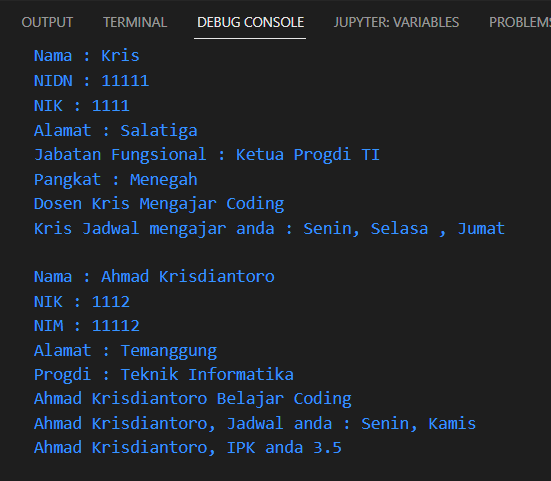 OUTPUT TERMINAL DEBUG CONSOLE JUPYTER: VARIABLES PROBLEMS
Nama : Kris
NIDN : 11111
NIK : 1111
Alamat : Salatiga
Jabatan Fungsional : Ketua Progdi TI
Pangkat : Menegah
Dosen Kris Mengajar Coding
Kris Jadwal mengajar anda : Senin, Selasa , Jumat
Nama : Ahmad Krisdiantoro
NIK : 1112
NIM : 11112
Alamat : Temanggung
Progdi : Teknik Informatika
Ahmad Krisdiantoro Belajar Coding
Ahmad Krisdiantoro, Jadwal anda : Senin, Kamis
Ahmad Krisdiantoro, IPK anda 3.5